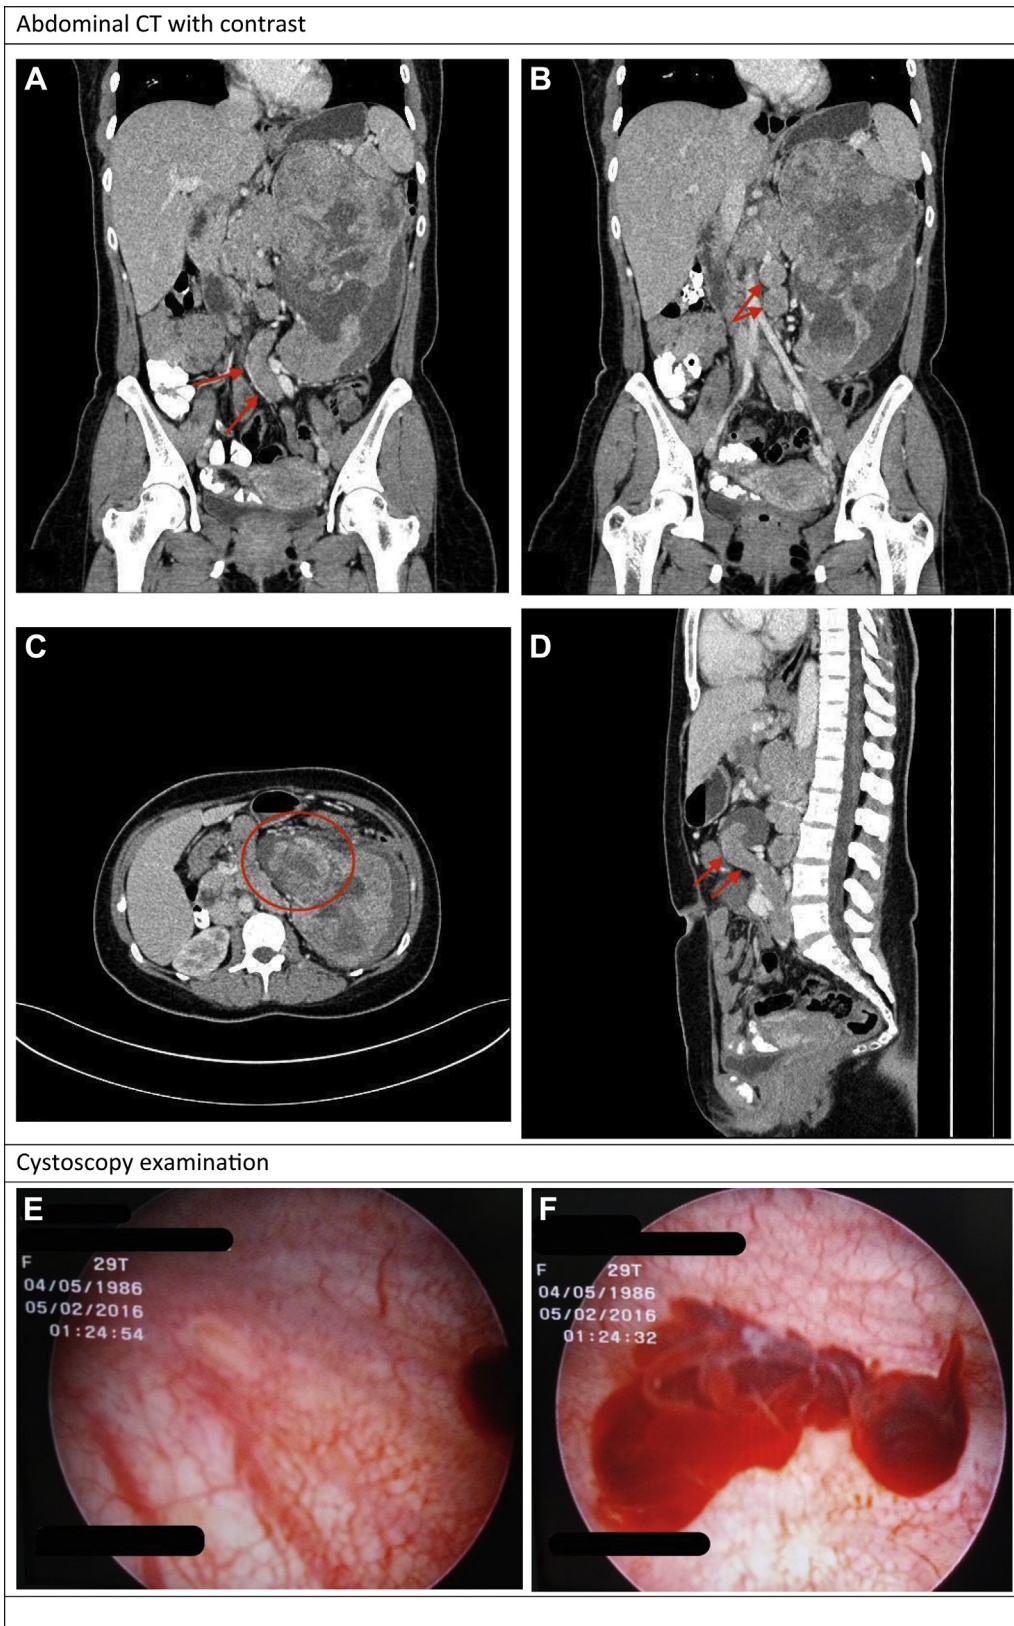 Abdominal CT with contrast
A
B
C
D
Cystoscopy examination
E
F 29T
04/05/1986
05/02/2016
01:24:54
F
F 29T
04/05/1986
05/02/2016
01:24:32